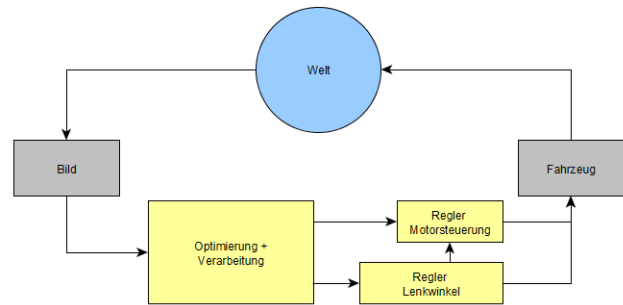 Welt
Bild
Fahrzeug
Optimierung +
Verarbeitung
Regler
Motorsteuerung
Regler
Lenkwinkel